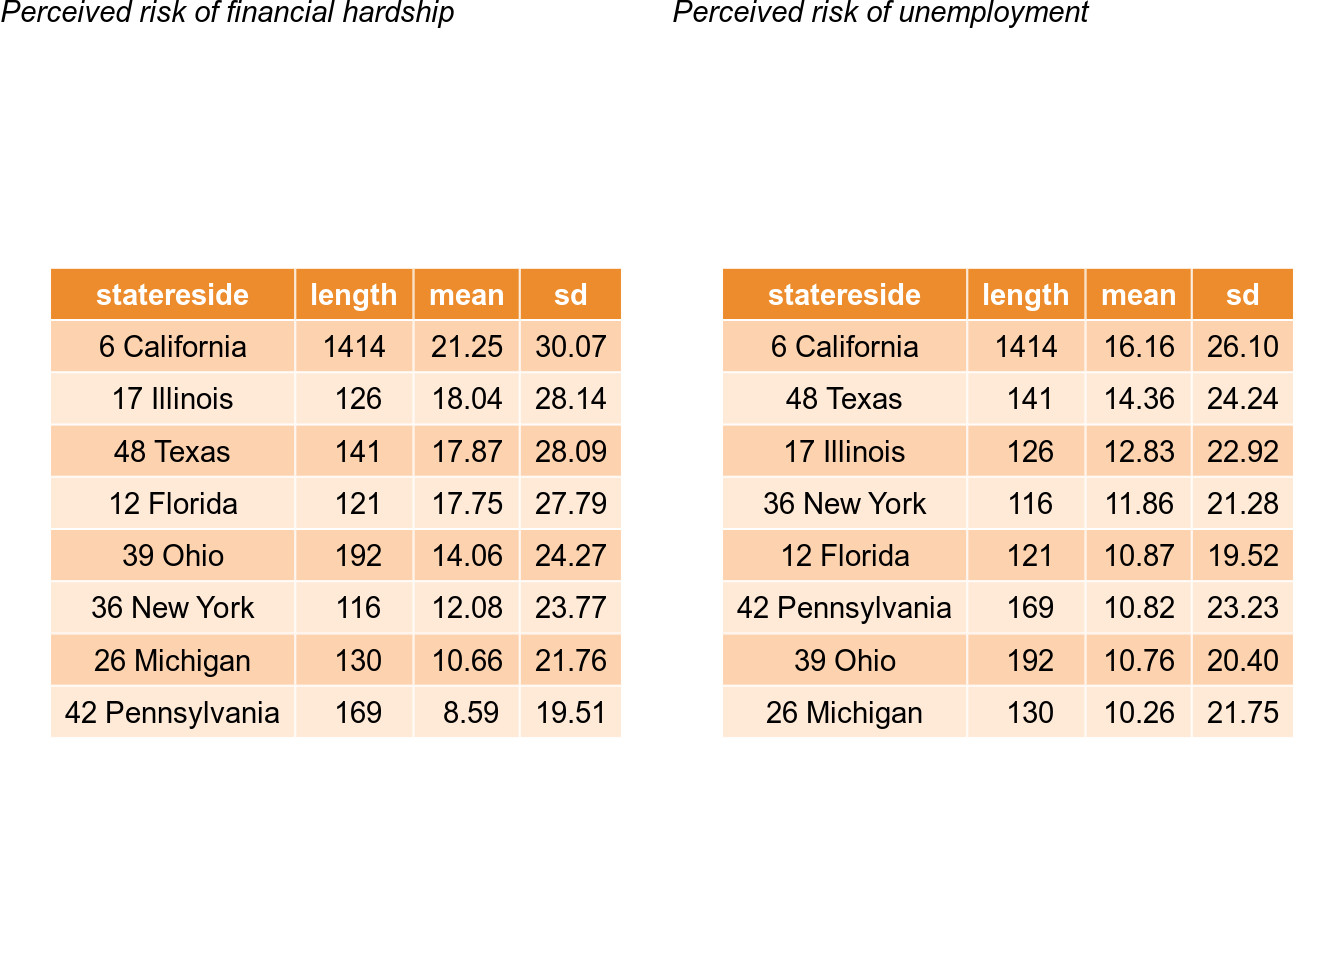 Perceived risk of financial hardship
statereside length mean sd
6 California 1414 21.25 30.07
17 Illinois 126 18.04 28.14
48 Texas 141 17.87 28.09
12 Florida 121 17.75 27.79
39 Ohio 192 14.06 24.27
36 New York 116 12.08 23.77
26 Michigan 130 10.66 21.76
42 Pennsylvania 169 8.59 19.51
Perceived risk of unemployment
statereside length mean sd
6 California 1414 16.16 26.10
48 Texas 141 14.36 24.24
17 Illinois 126 12.83 22.92
36 New York 116 11.86 21.28
12 Florida 121 10.87 19.52
42 Pennsylvania 169 10.82 23.23
39 Ohio 192 10.76 20.40
26 Michigan 130 10.26 21.75